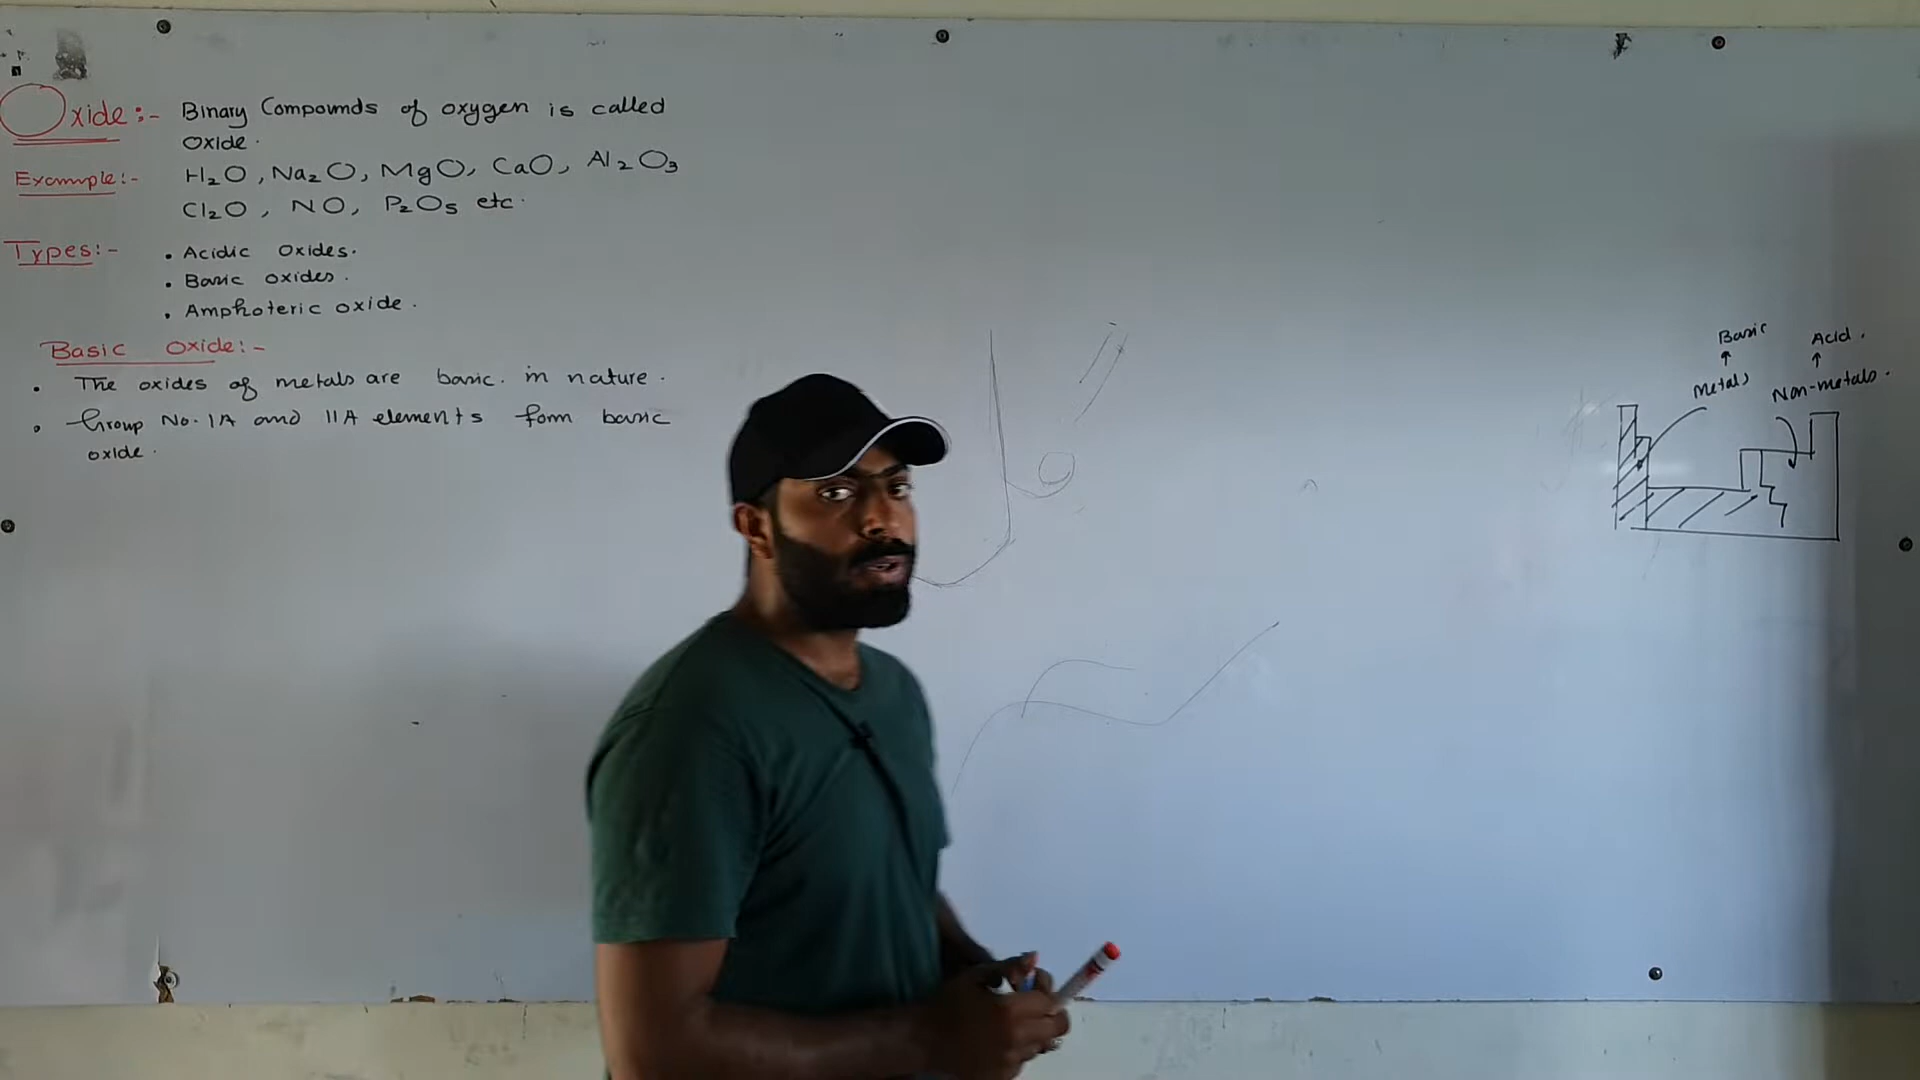 Oxide:- Binary Compounds of oxygen is called
oxide.
Example:- H₂O, Na₂O, MgO, CaO, Al₂O₃
Cl₂O, NO, P₂O₅ etc.
Types:- • Acidic oxides.
• Basic oxides.
• Amphoteric oxide.
Basic Oxide:-
• The oxides of metals are basic. in nature.
• Group No. IA and IIA elements form basic
oxide.
Basic Acid.
Metals Non-metals.